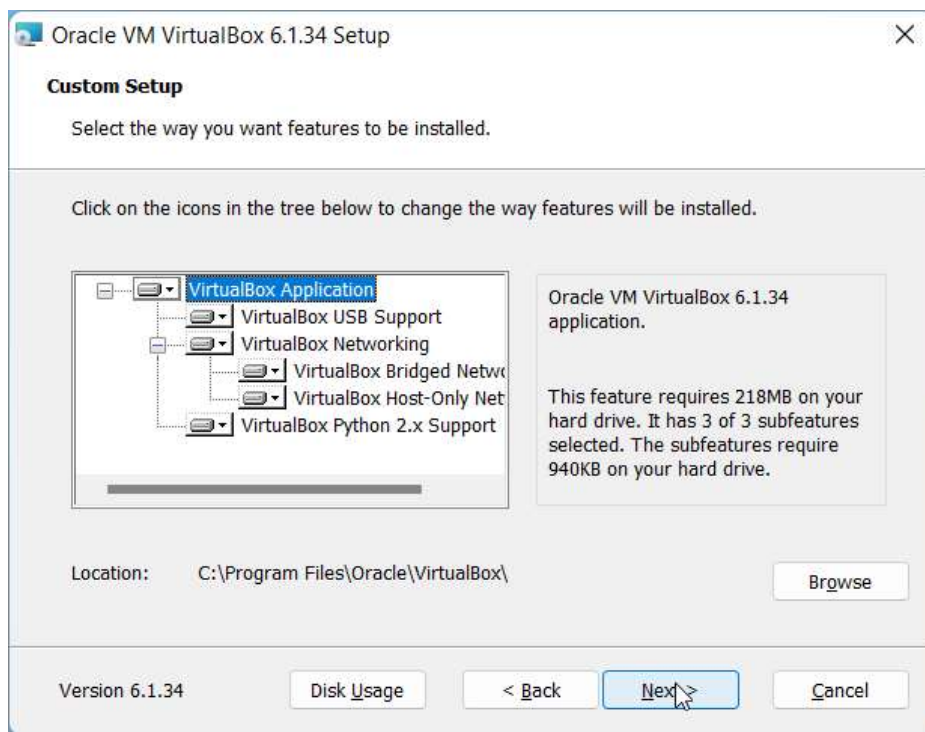 Oracle VM VirtualBox 6.1.34 Setup
Custom Setup
Select the way you want features to be installed.
Click on the icons in the tree below to change the way features will be installed.
VirtualBox Application
VirtualBox USB Support
VirtualBox Networking
VirtualBox Bridged Netwo
VirtualBox Host-Only Net
VirtualBox Python 2.x Support
Oracle VM VirtualBox 6.1.34
application.
This feature requires 218MB on your
hard drive. It has 3 of 3 subfeatures
selected. The subfeatures require
940KB on your hard drive.
Location: C:\Program Files\Oracle\VirtualBox\
Browse
Version 6.1.34 Disk Usage < Back Next > Cancel